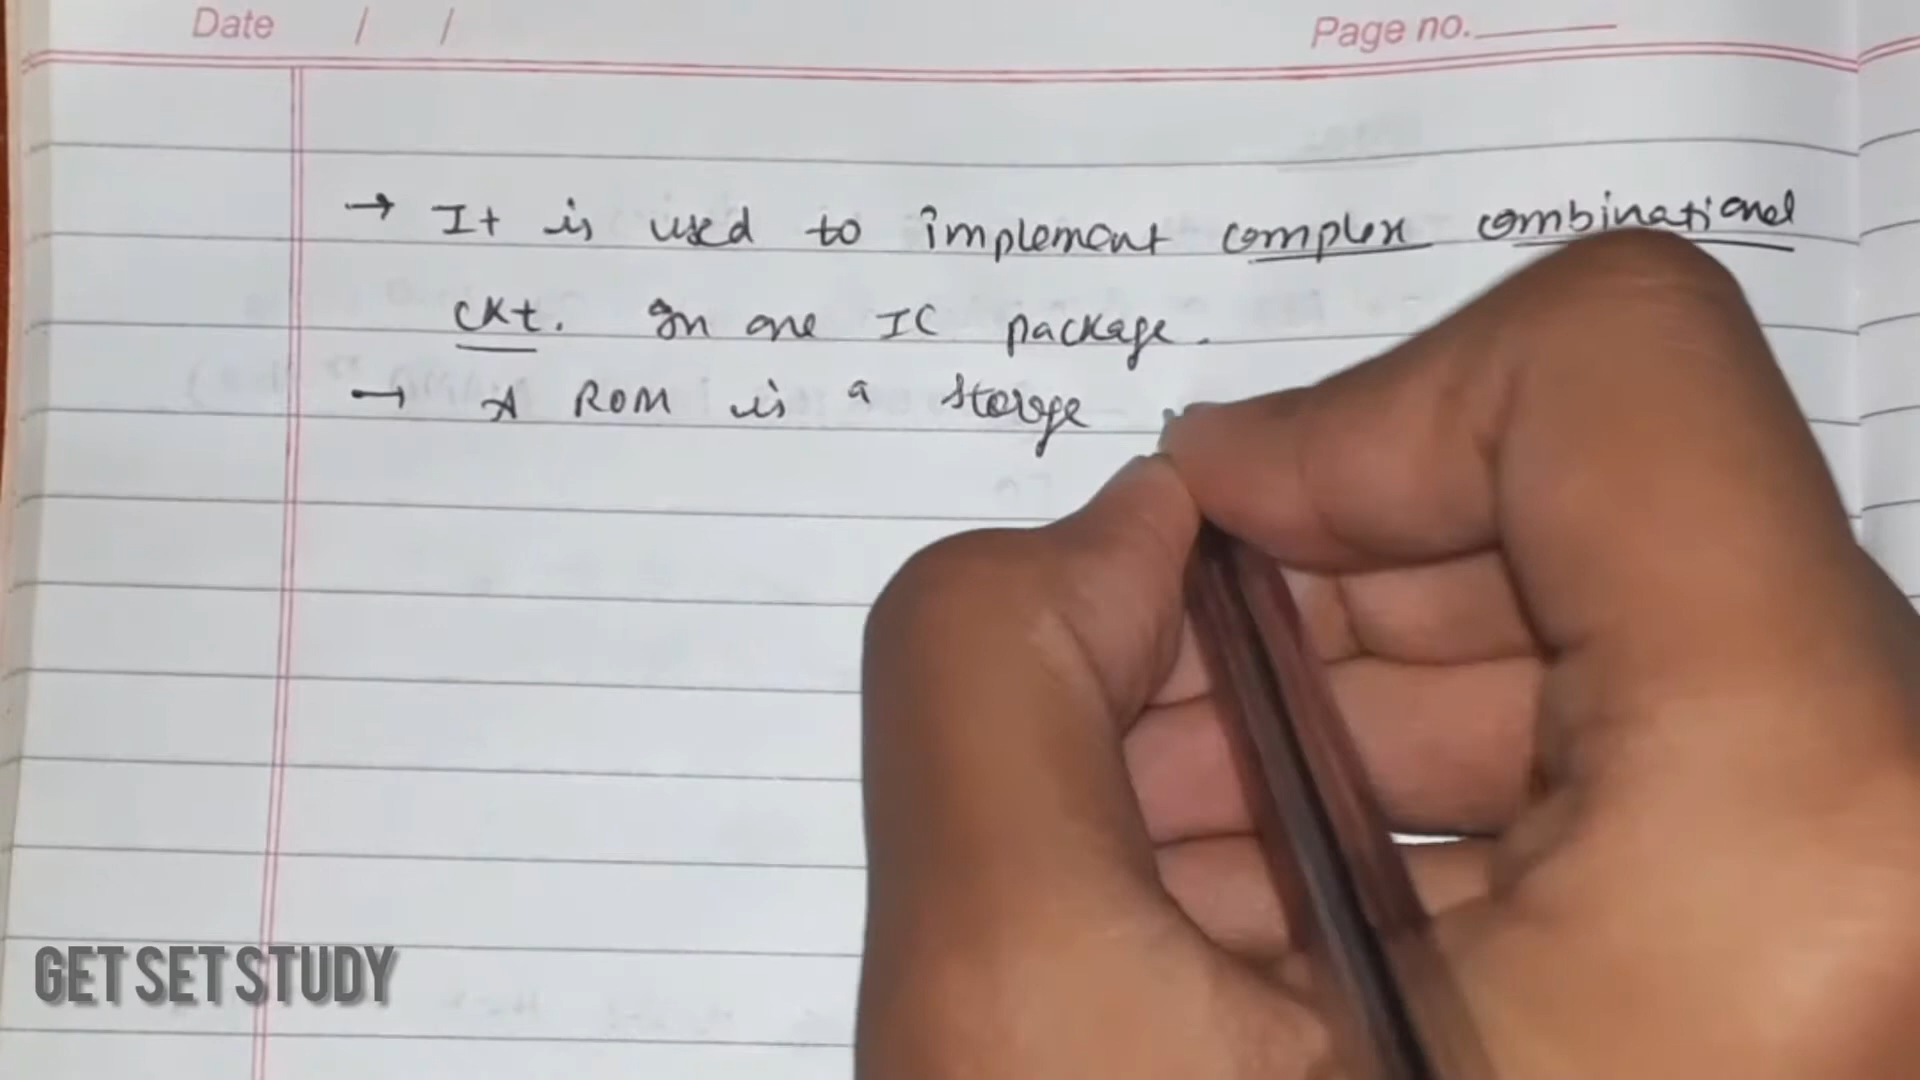 Date / /
Page no.
→ It is used to implement complex combinational
ckt. In one IC package.
→ A ROM is a storage
GET SET STUDY